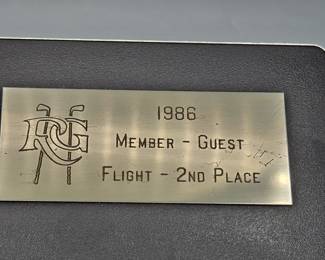 1986
MEMBER - GUEST
FLIGHT - 2ND PLACE